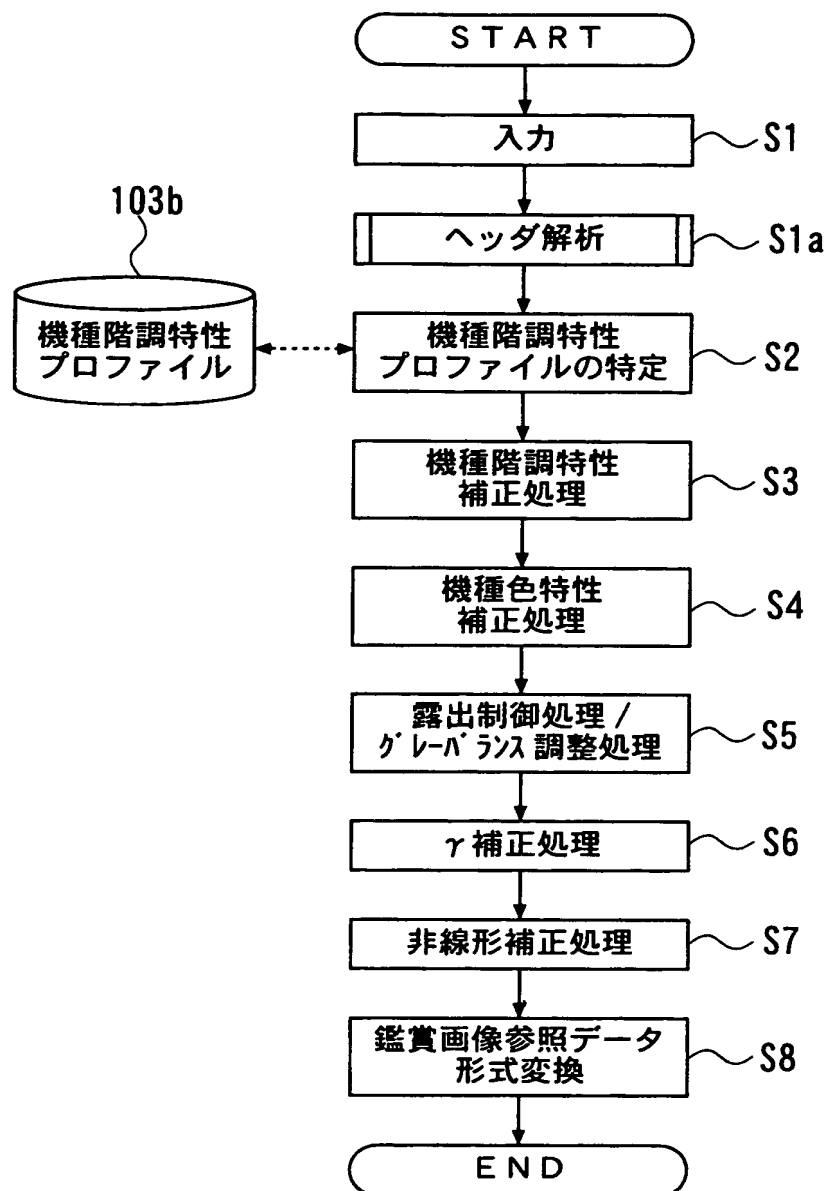 START
入力
S1
ヘッダ解析
S1a
103b
機種階調特性
プロファイル
機種階調特性
プロファイルの特定
S2
機種階調特性
補正処理
S3
機種色特性
補正処理
S4
露出制御処理/
グレーバランス調整処理
S5
γ補正処理
S6
非線形補正処理
S7
鑑賞画像参照データ
形式変換
S8
END